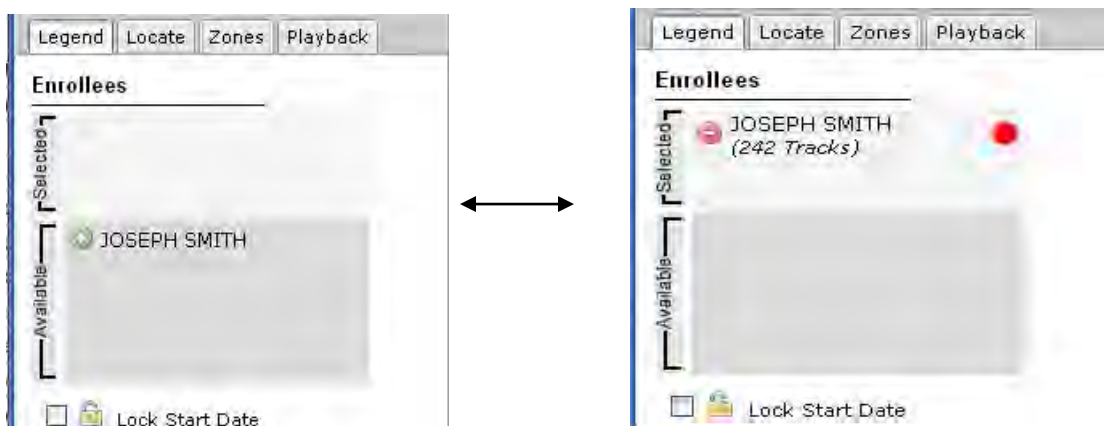 Legend Locate Zones Playback
Enrollees
Selected
JOSEPH SMITH
Available
Lock Start Date
Legend Locate Zones Playback
Enrollees
JOSEPH SMITH
(242 Tracks)
Selected
Available
Lock Start Date